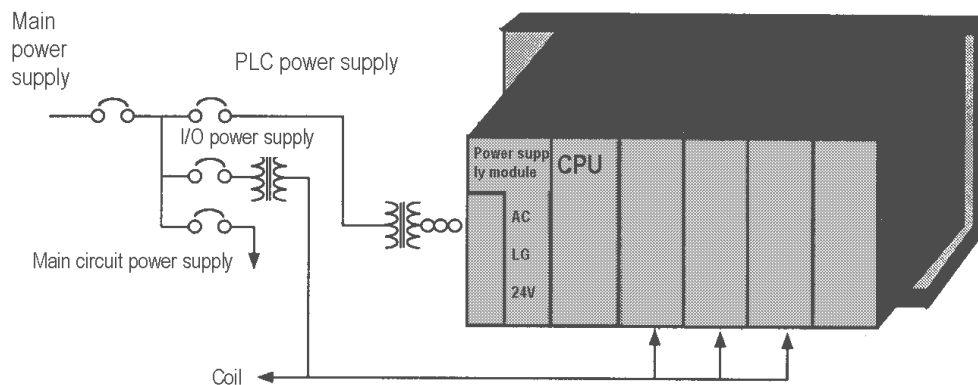 Main
power
supply
PLC power supply
I/O power supply
Main circuit power supply
Coil
Power supp
ly module
CPU
AC
LG
24V